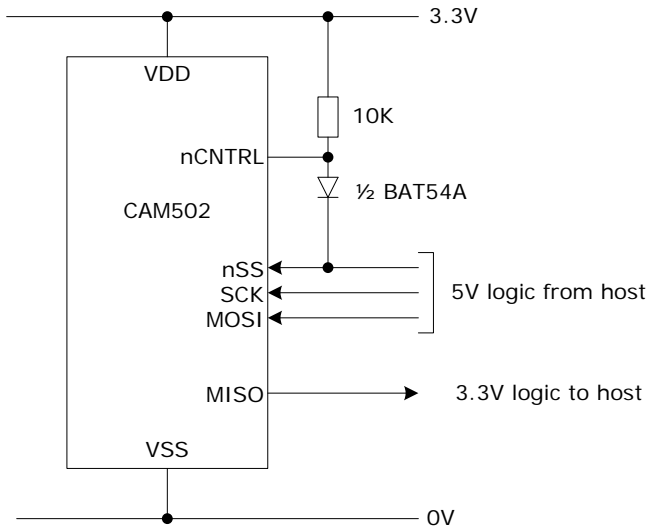 3.3V
VDD
10K
nCNTRL
½ BAT54A
CAM502
nSS
SCK
5V logic from host
MOSI
MISO
3.3V logic to host
VSS
0V